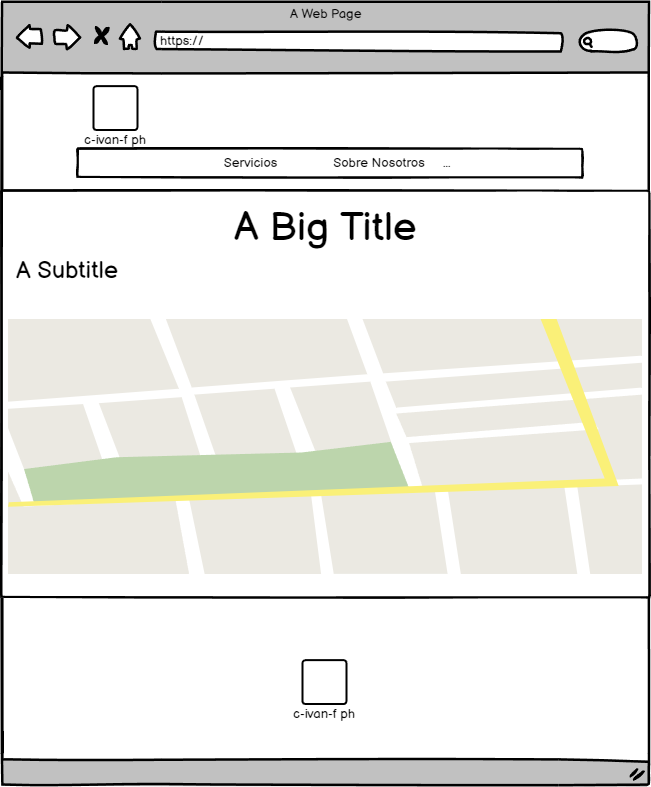 A Web Page
https://
c-ivan-f ph
Servicios Sobre Nosotros ...
A Big Title
A Subtitle
c-ivan-f ph